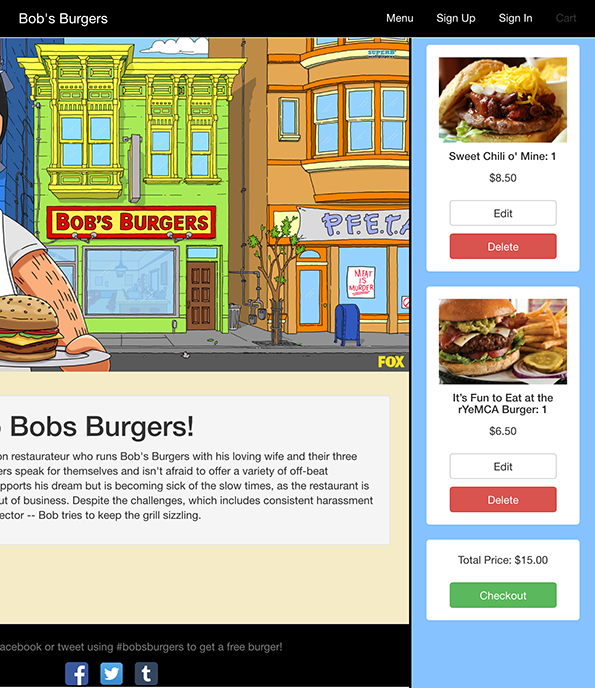 Bob's Burgers
Menu
Sign Up
Sign In
Cart
SUPERB
BOB'S BURGERS
P.F.E.T.A
MEAT
IS
MURDER
FOX
Bobs Burgers!
on restaurateur who runs Bob's Burgers with his loving wife and their three
ers speak for themselves and isn't afraid to offer a variety of off-beat
pports his dream but is becoming sick of the slow times, as the restaurant is
ut of business. Despite the challenges, which includes consistent harassment
ector -- Bob tries to keep the grill sizzling.
acebook or tweet using #bobsburgers to get a free burger!
f
t
Sweet Chili o' Mine: 1
$8.50
Edit
Delete
It's Fun to Eat at the
rYeMCA Burger: 1
$6.50
Edit
Delete
Total Price: $15.00
Checkout